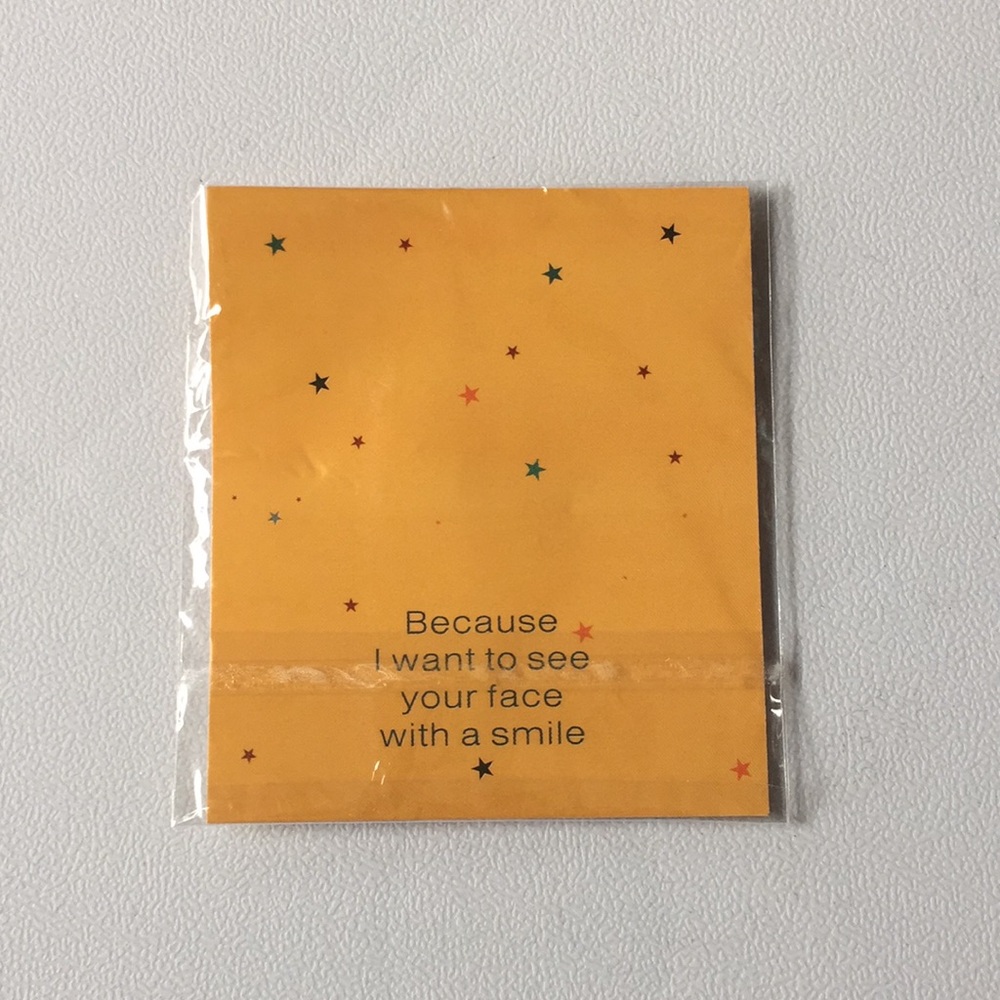 Because
I want to see
your face
with a smile